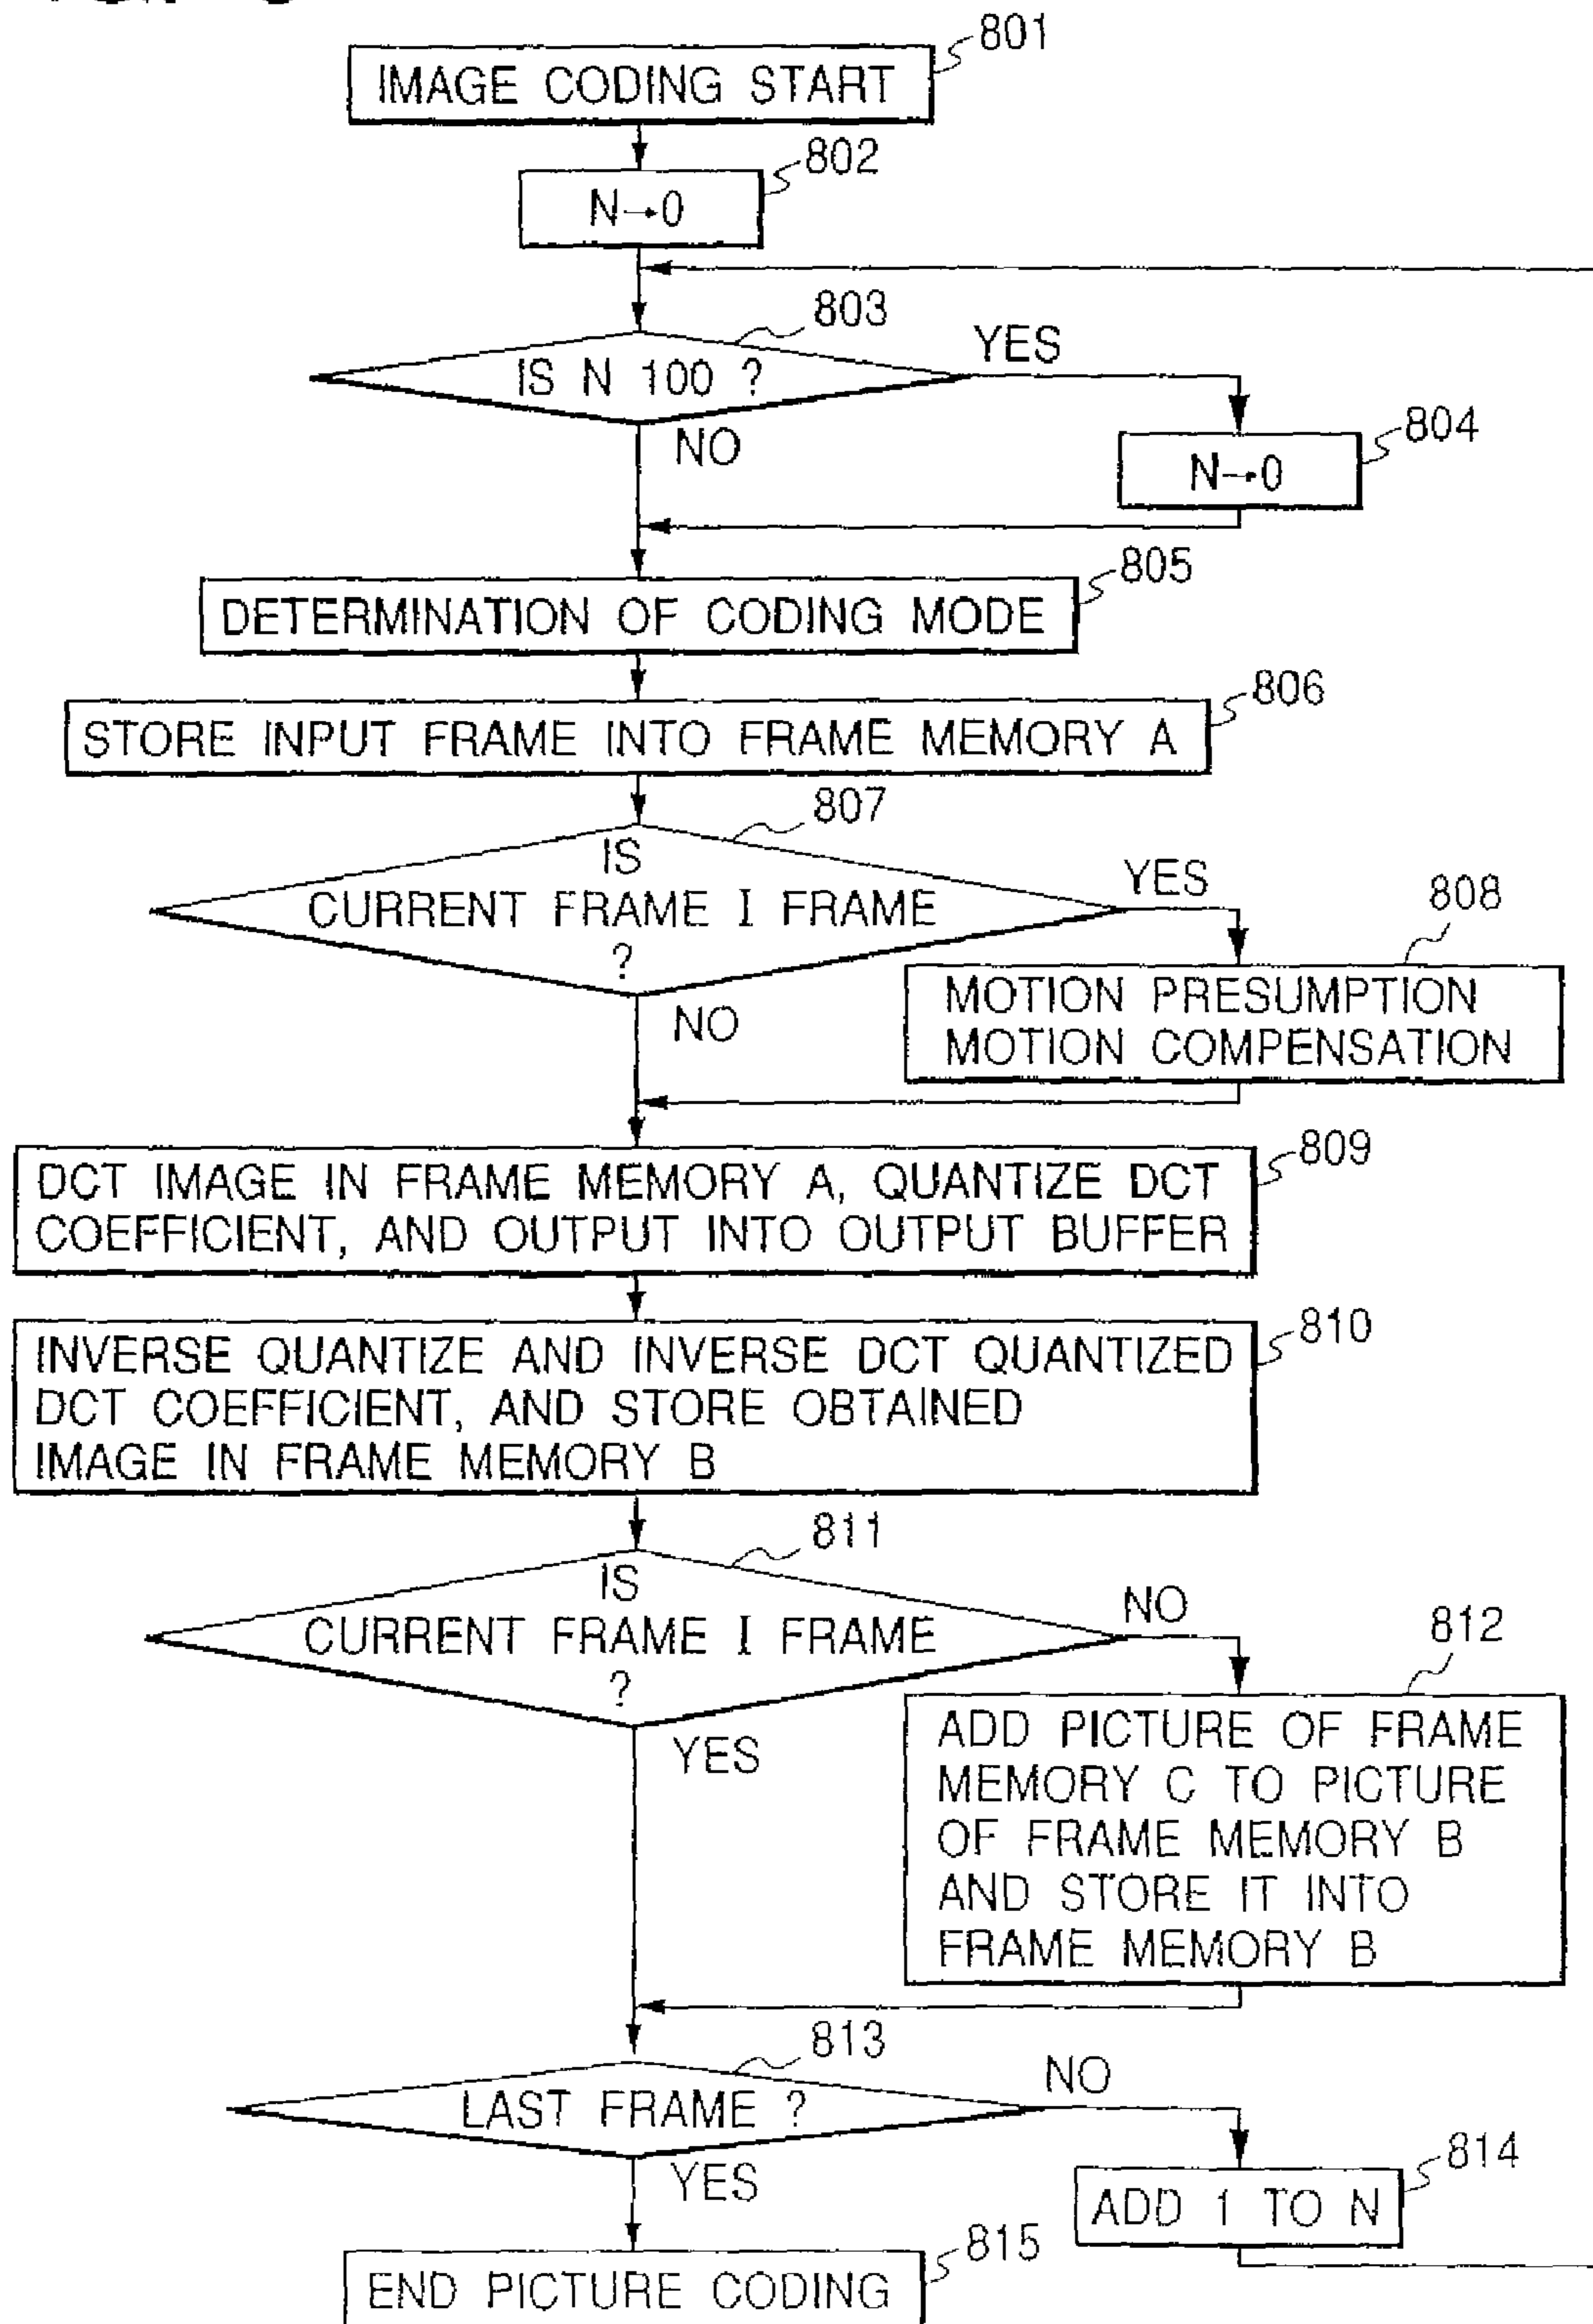 801
IMAGE CODING START
802
N→0
803
IS N 100 ?
YES
NO
804
N→0
805
DETERMINATION OF CODING MODE
806
STORE INPUT FRAME INTO FRAME MEMORY A
807
IS
CURRENT FRAME I FRAME
?
YES
NO
808
MOTION PRESUMPTION
MOTION COMPENSATION
809
DCT IMAGE IN FRAME MEMORY A, QUANTIZE DCT
COEFFICIENT, AND OUTPUT INTO OUTPUT BUFFER
810
INVERSE QUANTIZE AND INVERSE DCT QUANTIZED
DCT COEFFICIENT, AND STORE OBTAINED
IMAGE IN FRAME MEMORY B
811
IS
CURRENT FRAME I FRAME
?
NO
YES
812
ADD PICTURE OF FRAME
MEMORY C TO PICTURE
OF FRAME MEMORY B
AND STORE IT INTO
FRAME MEMORY B
813
LAST FRAME ?
NO
YES
814
ADD 1 TO N
815
END PICTURE CODING